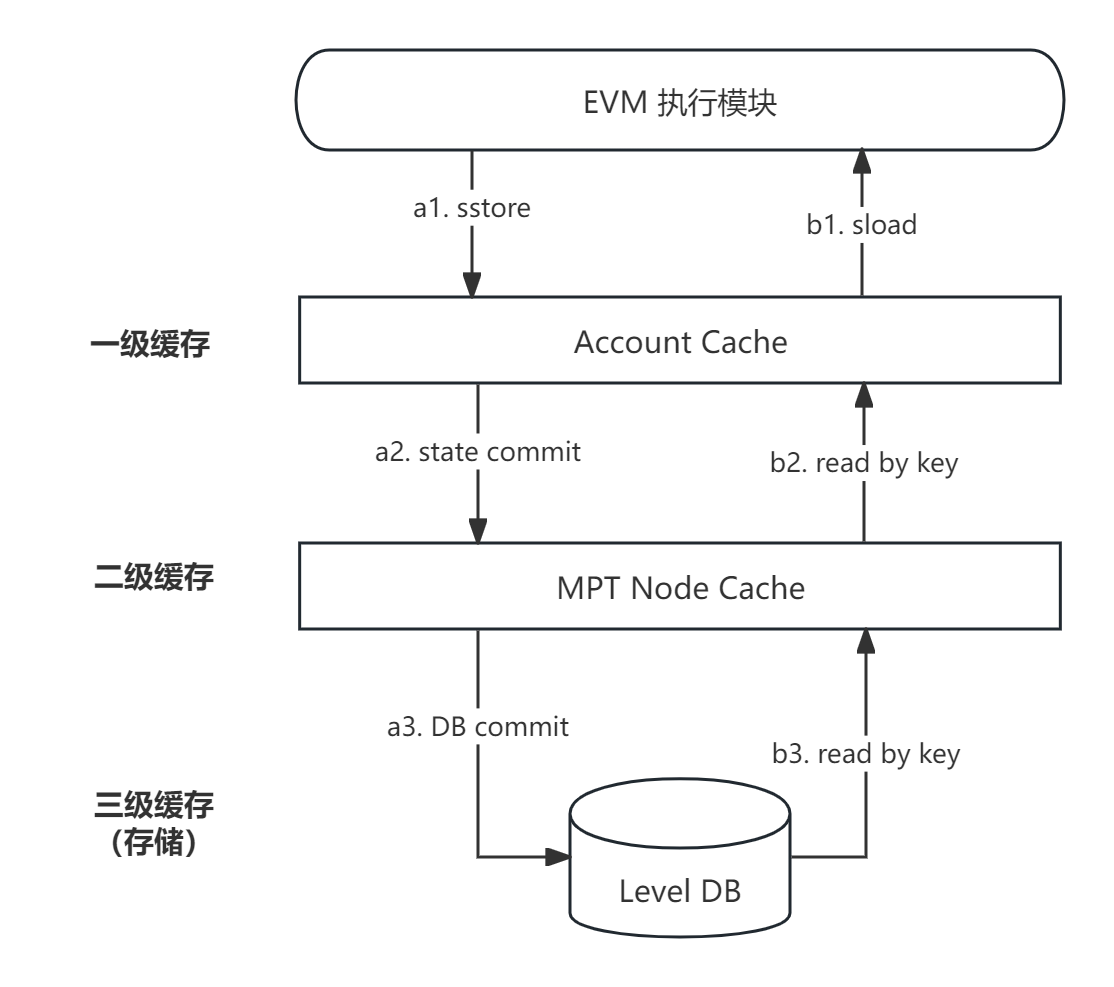 EVM 执行模块
a1. sstore
b1. sload
一级缓存
Account Cache
a2. state commit
b2. read by key
二级缓存
MPT Node Cache
a3. DB commit
b3. read by key
三级缓存
（存储）
Level DB